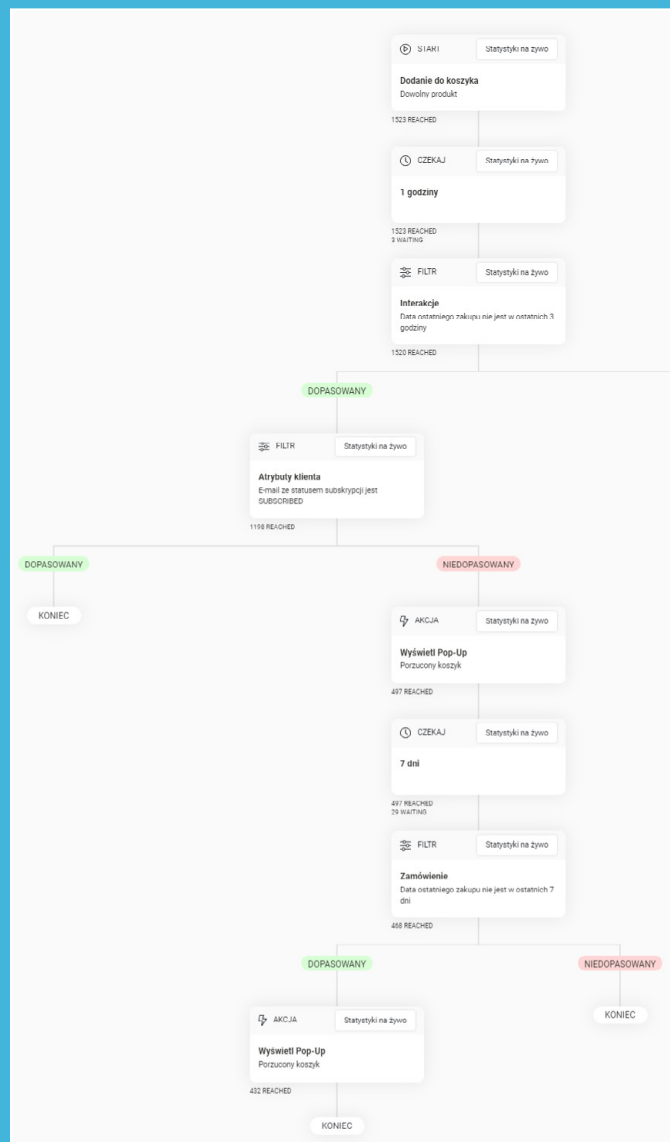 START Statystyki na żywo
Dodanie do koszyka
Dowolny produkt
1523 REACHED
CZEKAJ Statystyki na żywo
1 godziny
1523 REACHED
3 WAITING
FILTR Statystyki na żywo
Interakcje
Data ostatniego zakupu nie jest w ostatnich 3
godziny
1520 REACHED
DOPASOWANY
FILTR Statystyki na żywo
Atrybuty klienta
E-mail ze statusem subskrypcji jest
SUBSCRIBED
1198 REACHED
DOPASOWANY NIEDOPASOWANY
KONIEC
AKCJA Statystyki na żywo
Wyświetl Pop-Up
Porzucony koszyk
497 REACHED
CZEKAJ Statystyki na żywo
7 dni
497 REACHED
29 WAITING
FILTR Statystyki na żywo
Zamówienie
Data ostatniego zakupu nie jest w ostatnich 7
dni
468 REACHED
DOPASOWANY NIEDOPASOWANY
KONIEC
AKCJA Statystyki na żywo
Wyświetl Pop-Up
Porzucony koszyk
432 REACHED
KONIEC